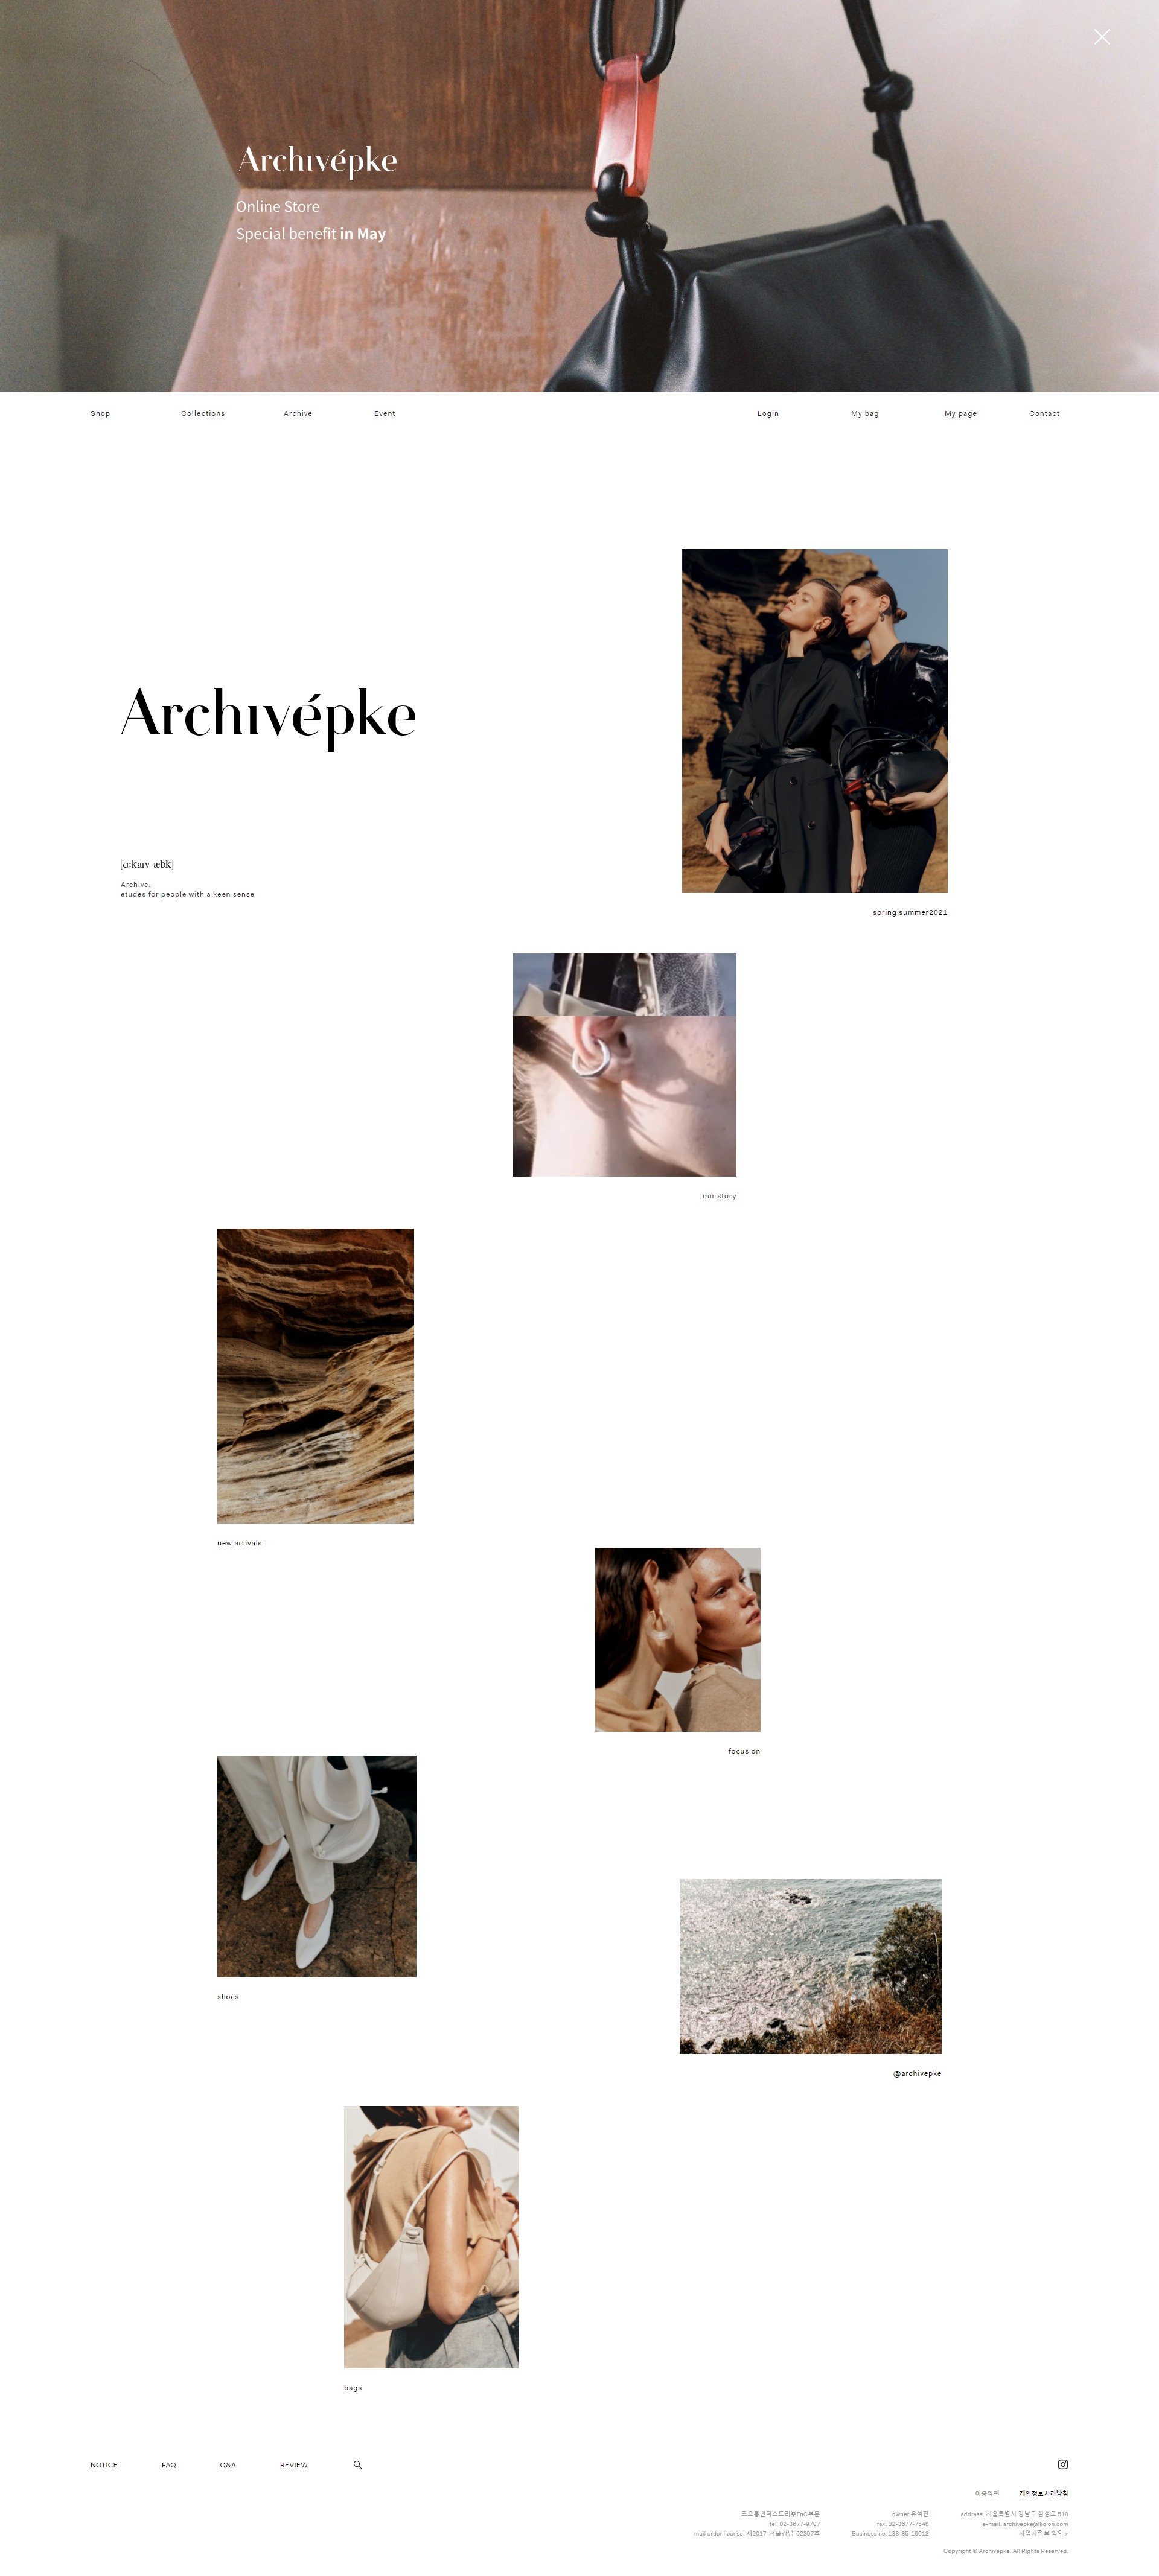 Archıvépke
Online Store
Special benefit in May
Shop
Collections
Archive
Event
Login
My bag
My page
Contact
Archıvépke
[ɑ:kaıv-æbk]
Archive.
etudes for people with a keen sense
spring summer2021
our story
new arrivals
focus on
shoes
@archivepke
bags
NOTICE
FAQ
Q&A
REVIEW
이용약관
개인정보처리방침
코오롱인더스트리㈜FnC부문
tel. 02-3677-9707
mail order license. 제2017-서울강남-02297호
owner.유석진
fax. 02-3677-7546
Business no. 138-85-19612
address. 서울특별시 강남구 삼성로 518
e-mail. archivepke@kolon.com
사업자정보 확인 >
Copyright © Archivepke. All Rights Reserved.